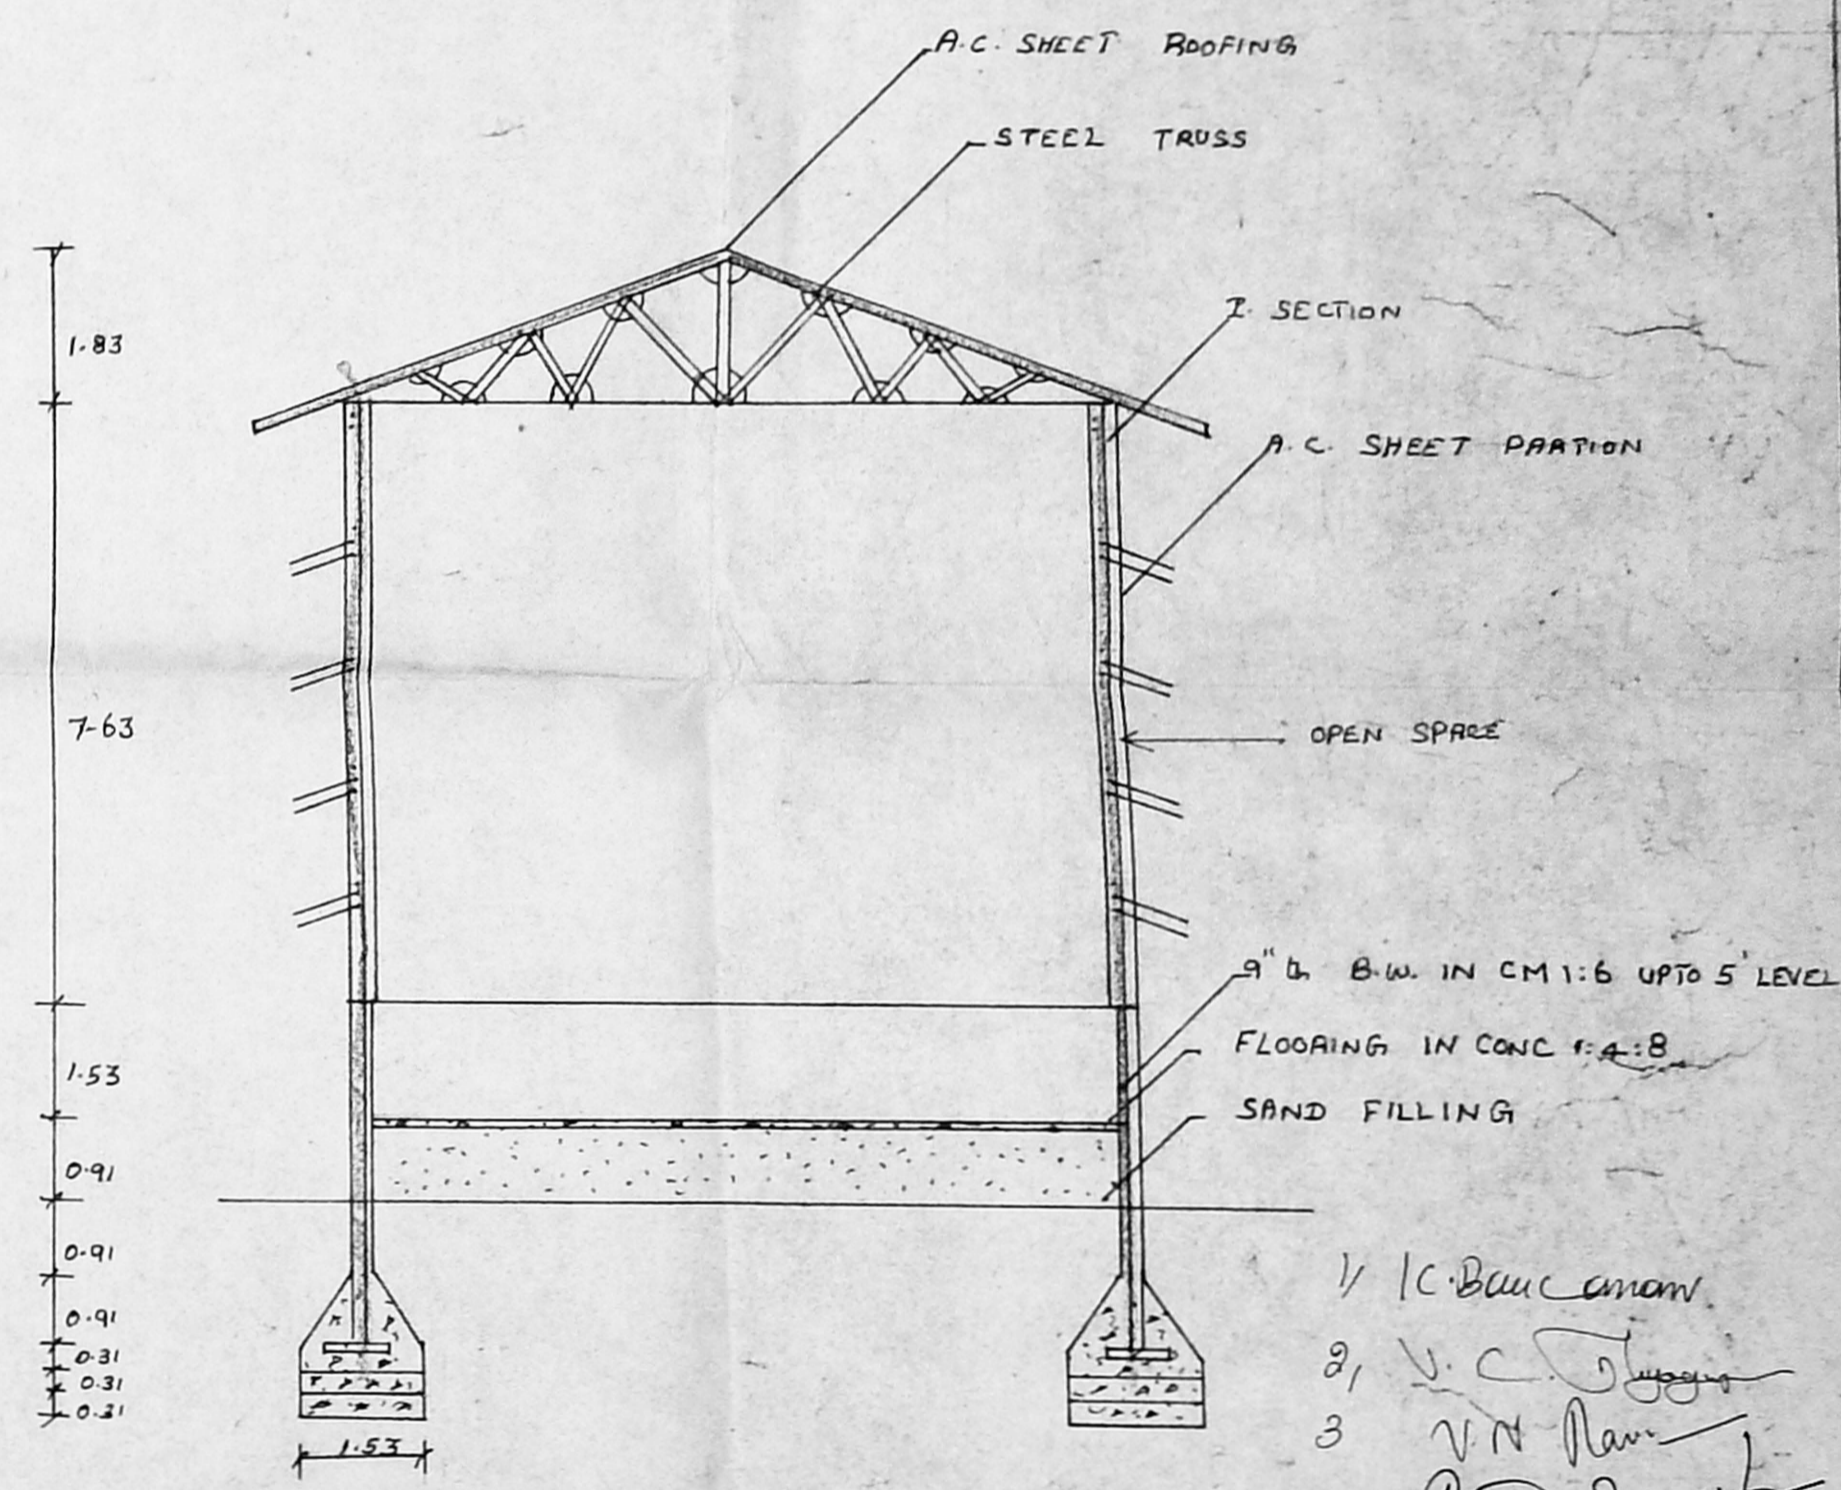 A.C. SHEET ROOFING
STEEL TRUSS
I. SECTION
1.83
A.C. SHEET PARTION
7-63
OPEN SPACE
9" th B.W. IN CM 1:6 UPTO 5' LEVEL
FLOORING IN CONC 1:4:8
1.53
SAND FILLING
0.91
0.91
0.91
0.31
0.31
0.31
1.53
1,
2, V. C.
3 V.N